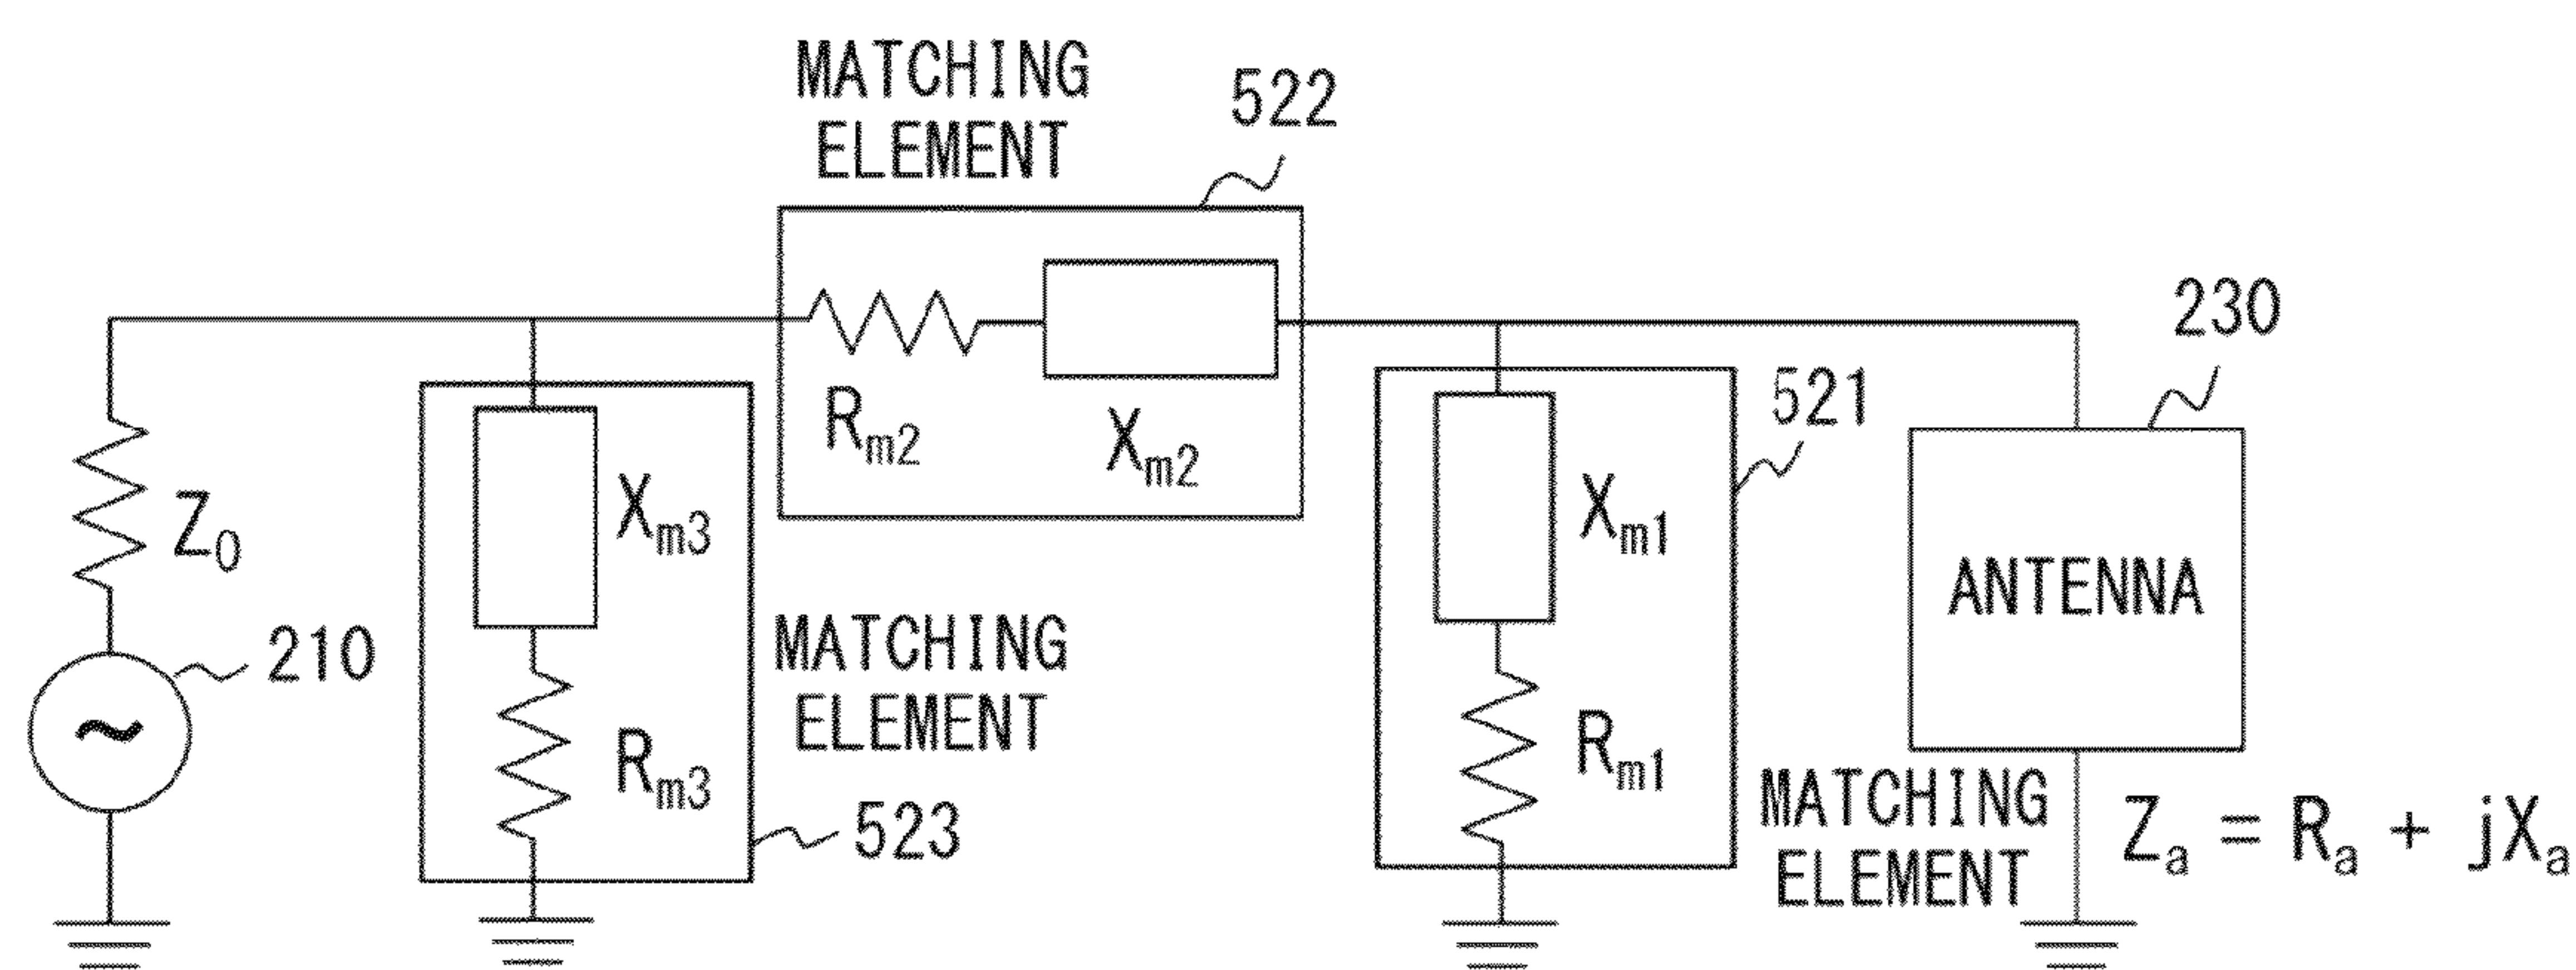 MATCHING
ELEMENT
522
230
Rm2
Xm2
521
Z0
Xm3
Xm1
ANTENNA
210
MATCHING
ELEMENT
Rm3
Rm1
523
MATCHING
ELEMENT
Za = Ra + jXa